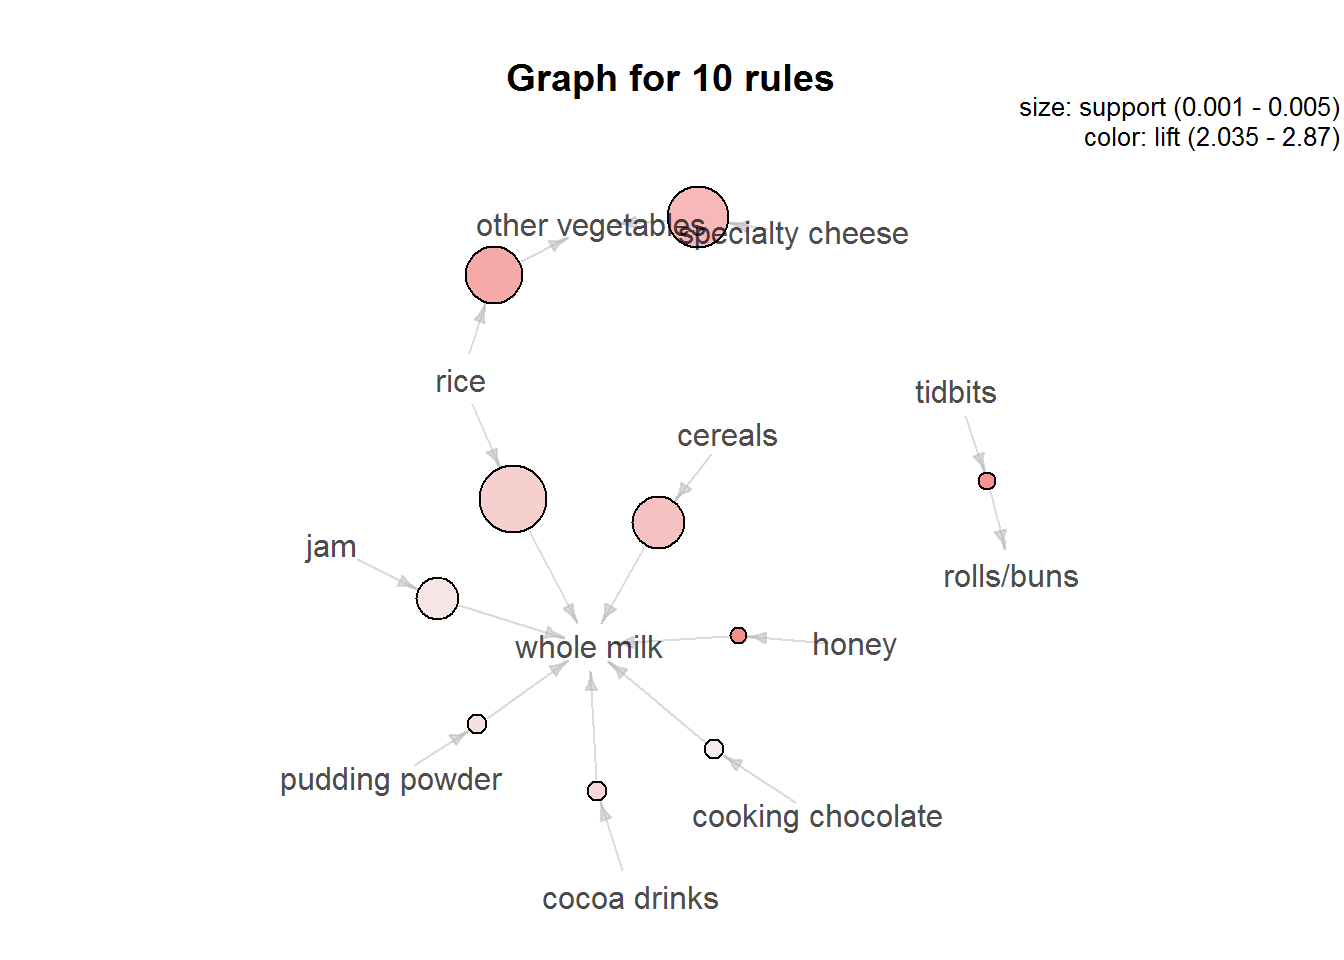 Graph for 10 rules
size: support (0.001 - 0.005)
color: lift (2.035 - 2.87)
other vegetables
specialty cheese
rice
tidbits
cereals
jam
rolls/buns
whole milk
honey
pudding powder
cooking chocolate
cocoa drinks